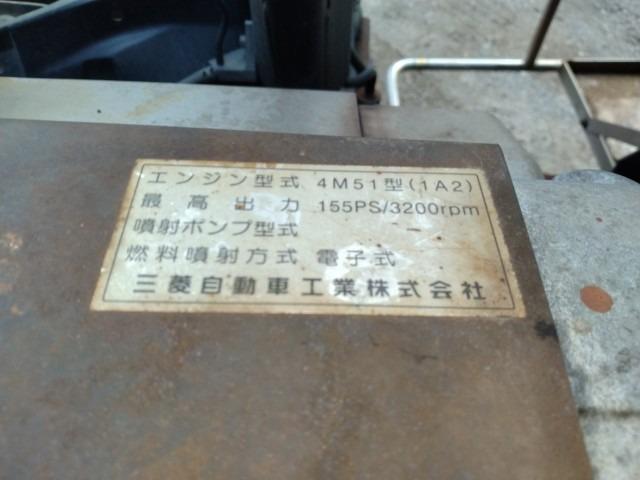 エンジン型式 4M51型(1A2)
最高出力 155PS/3200rpm
噴射ポンプ型式 −
燃料噴射方式 電子式
三菱自動車工業株式会社